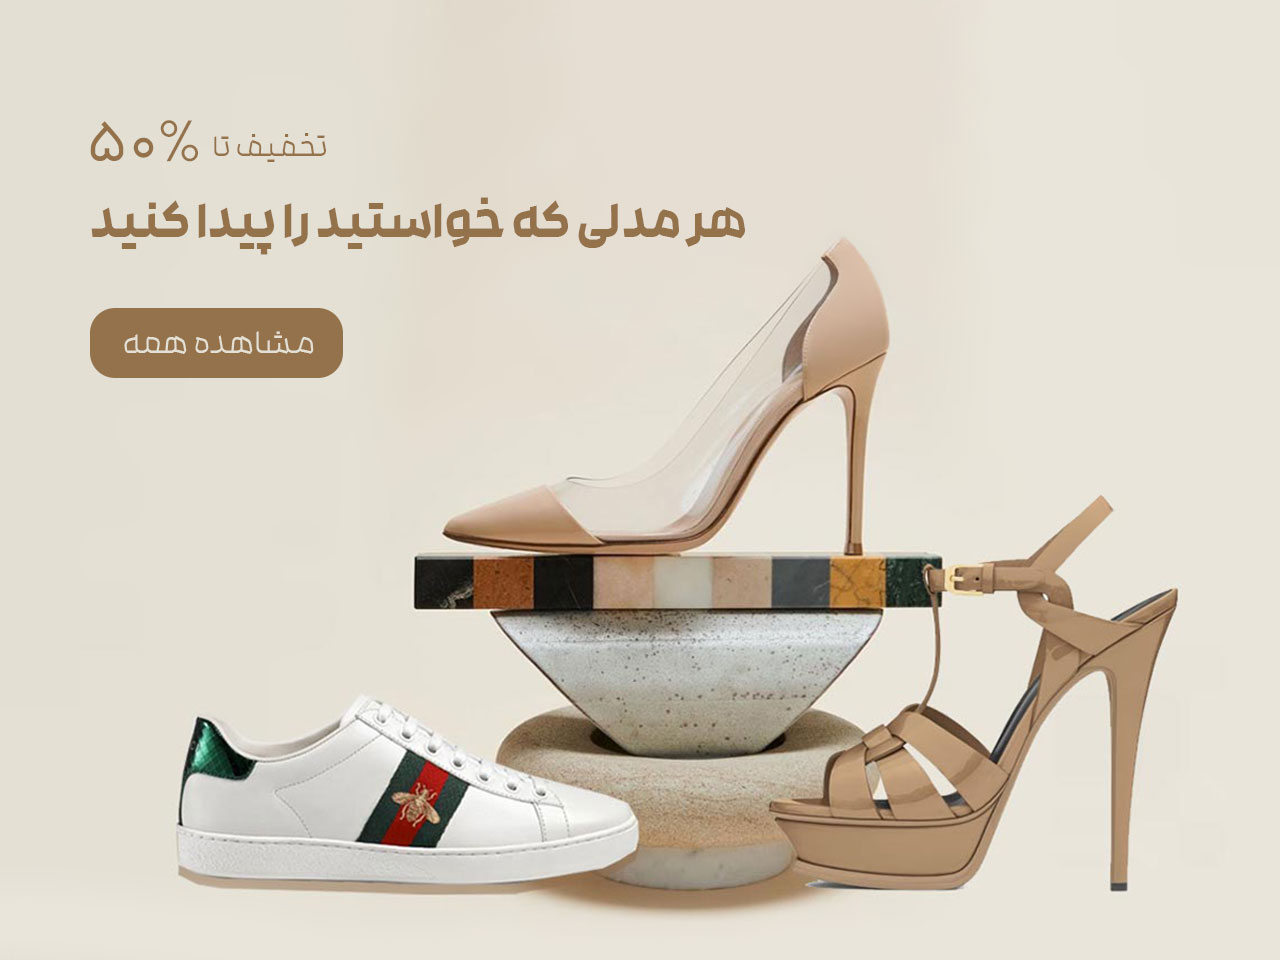 تخفیف تا ۵۰%
هر مدلی که خواستید را پیدا کنید
مشاهده همه